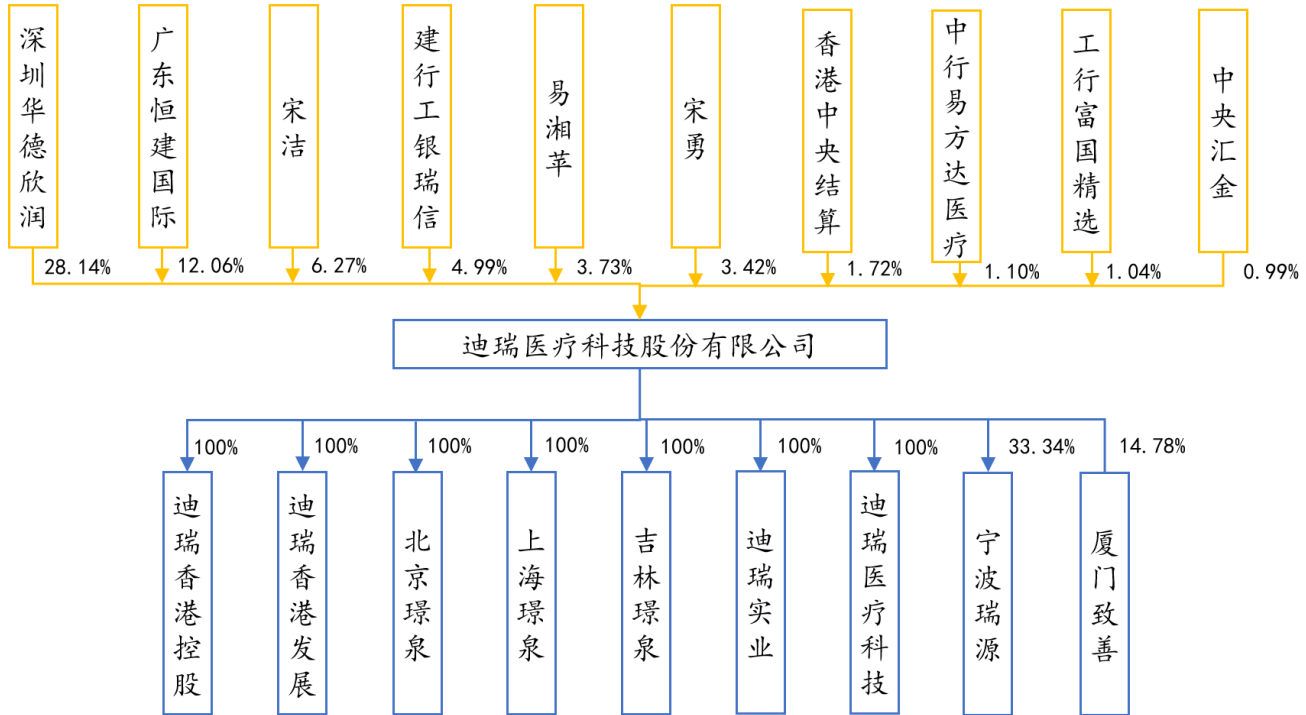 深圳华德欣润
广东恒建国际
宋洁
建行工银瑞信
易湘苹
宋勇
香港中央结算
中行易方达医疗
工行富国精选
中央汇金
28.14%
12.06%
6.27%
4.99%
3.73%
3.42%
1.72%
1.10%
1.04%
0.99%
迪瑞医疗科技股份有限公司
100%
100%
100%
100%
100%
100%
100%
33.34%
14.78%
迪瑞香港控股
迪瑞香港发展
北京璟泉
上海璟泉
吉林璟泉
迪瑞实业
迪瑞医疗科技
宁波瑞源
厦门致善